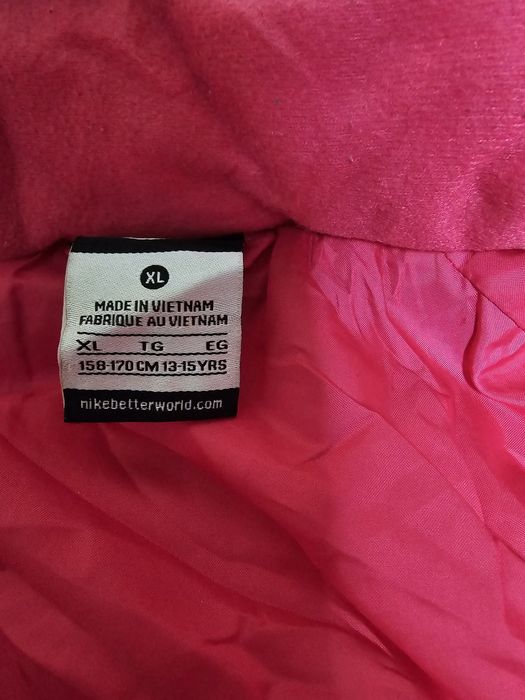 XL
MADE IN VIETNAM
FABRIQUE AU VIETNAM
XL TG EG
158-170 CM 13-15 YRS
nikebetterworld.com